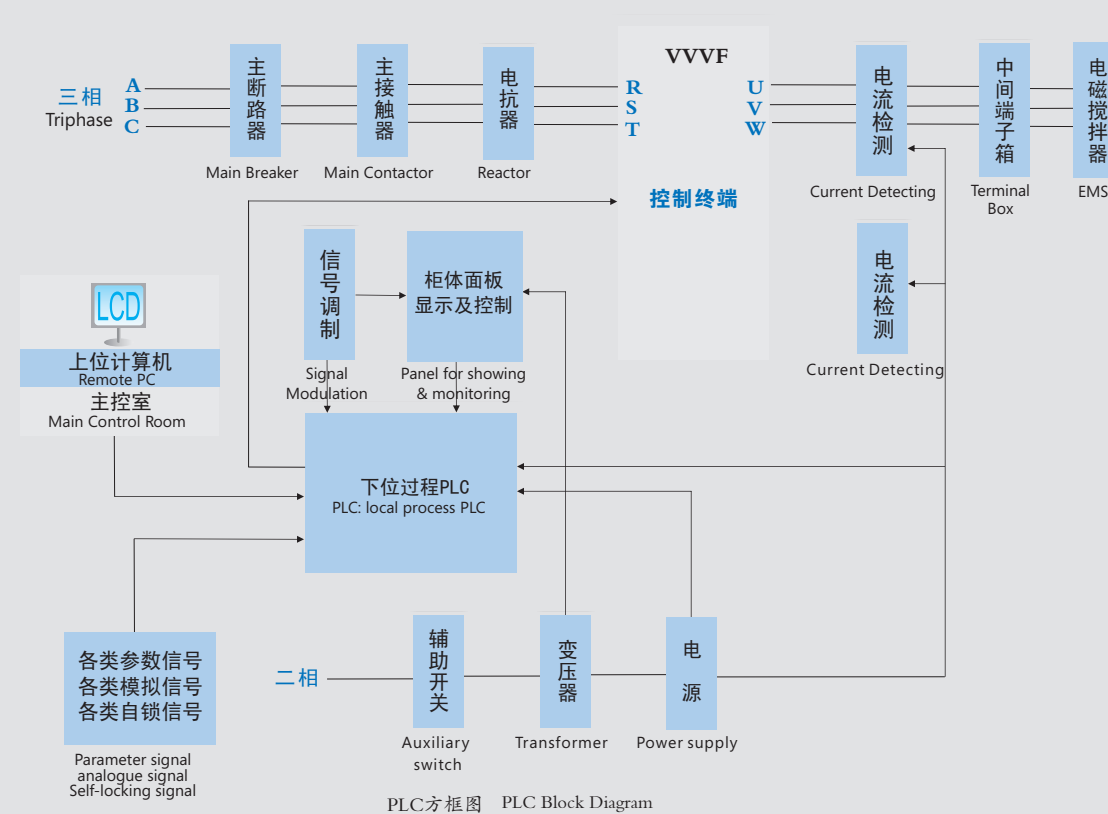 VVVF
三相
Triphase
A
B
C
主断路器
Main Breaker
主接触器
Main Contactor
电抗器
Reactor
R
S
T
U
V
W
控制终端
电流检测
Current Detecting
中间端子箱
Terminal
Box
电磁搅拌器
EMS
信号调制
Signal
Modulation
柜体面板
显示及控制
Panel for showing
& monitoring
电流检测
Current Detecting
LCD
上位计算机
Remote PC
主控室
Main Control Room
下位过程PLC
PLC: local process PLC
各类参数信号
各类模拟信号
各类自锁信号
Parameter signal
analogue signal
Self-locking signal
二相
辅助开关
Auxiliary
switch
变压器
Transformer
电源
Power supply
PLC方框图 PLC Block Diagram